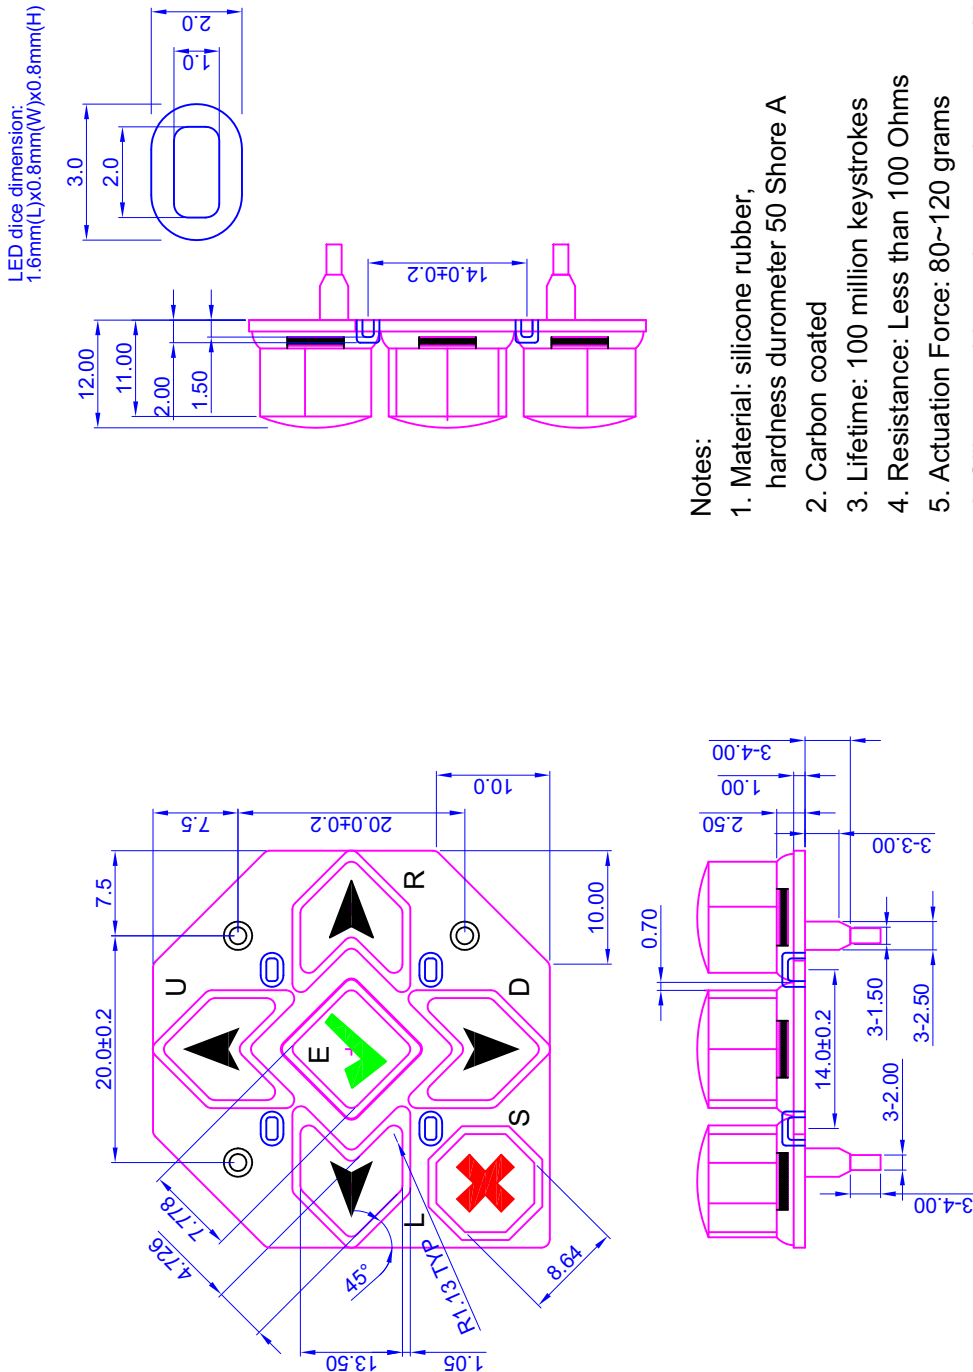 LED dice dimension:
1.6mm(L)x0.8mm(W)x0.8mm(H)
3.0
2.0
2.0
1.0
12.00
11.00
2.00
1.50
14.0±0.2
Notes:
1. Material: silicone rubber,
hardness durometer 50 Shore A
2. Carbon coated
3. Lifetime: 100 million keystrokes
4. Resistance: Less than 100 Ohms
5. Actuation Force: 80~120 grams
7.5
20.0±0.2
10.0
7.5
20.0±0.2
10.00
U
R
E
D
L
S
7.778
4.726
45°
R1.13 TYP
13.50
1.05
8.64
3-4.00
1.00
2.50
3-3.00
0.70
14.0±0.2
3-1.50
3-2.50
3-2.00
3-4.00